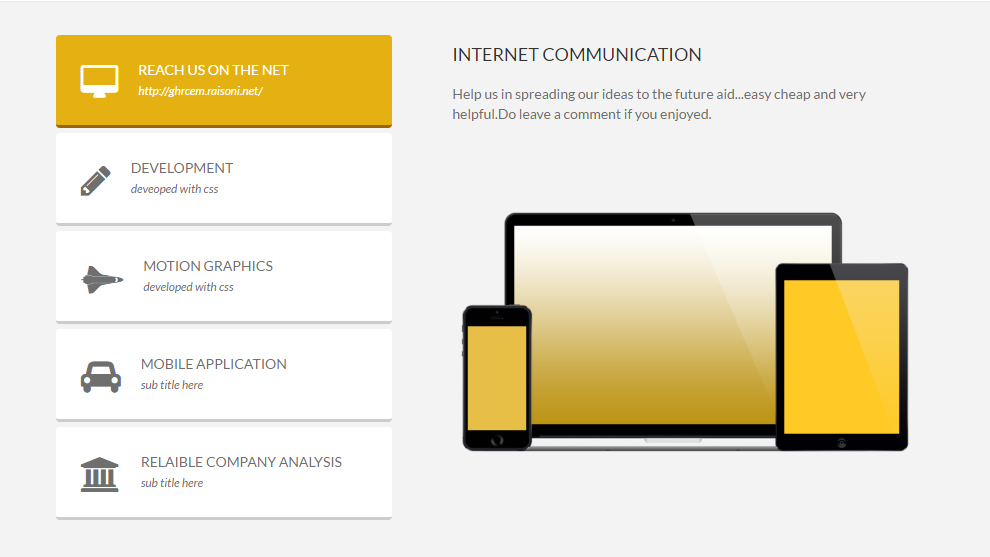 REACH US ON THE NET
http://ghrcem.raisoni.net/
DEVELOPMENT
deveoped with css
MOTION GRAPHICS
developed with css
MOBILE APPLICATION
sub title here
RELAIBLE COMPANY ANALYSIS
sub title here
INTERNET COMMUNICATION
Help us in spreading our ideas to the future aid...easy cheap and very
helpful.Do leave a comment if you enjoyed.